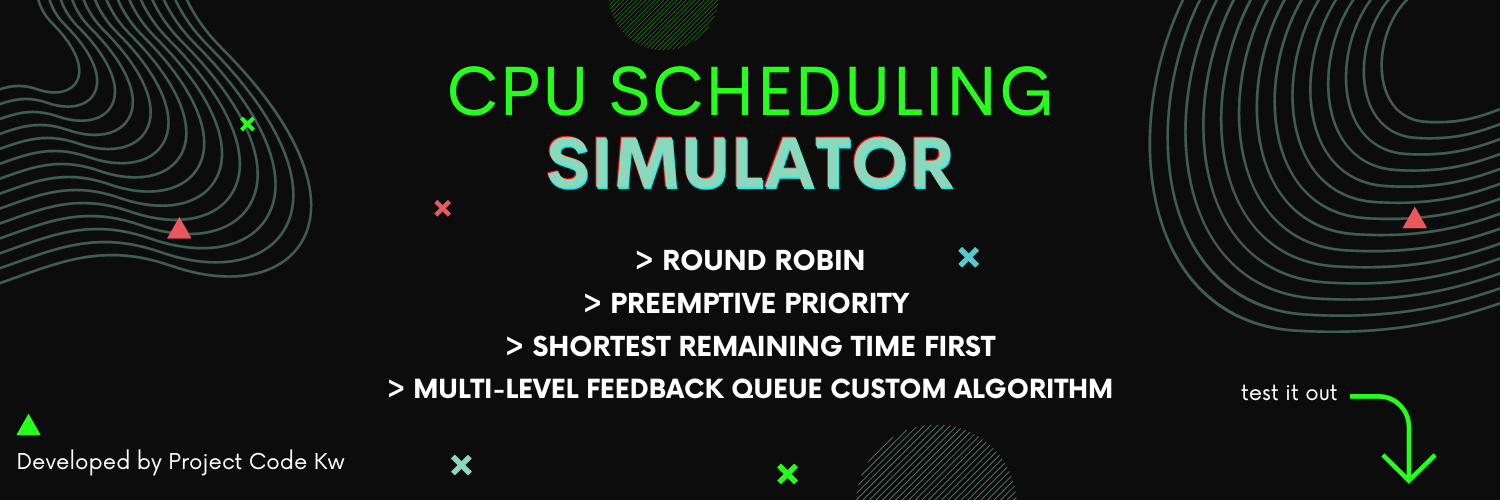 CPU SCHEDULING
SIMULATOR
> ROUND ROBIN
> PREEMPTIVE PRIORITY
> SHORTEST REMAINING TIME FIRST
> MULTI-LEVEL FEEDBACK QUEUE CUSTOM ALGORITHM
test it out
Developed by Project Code Kw